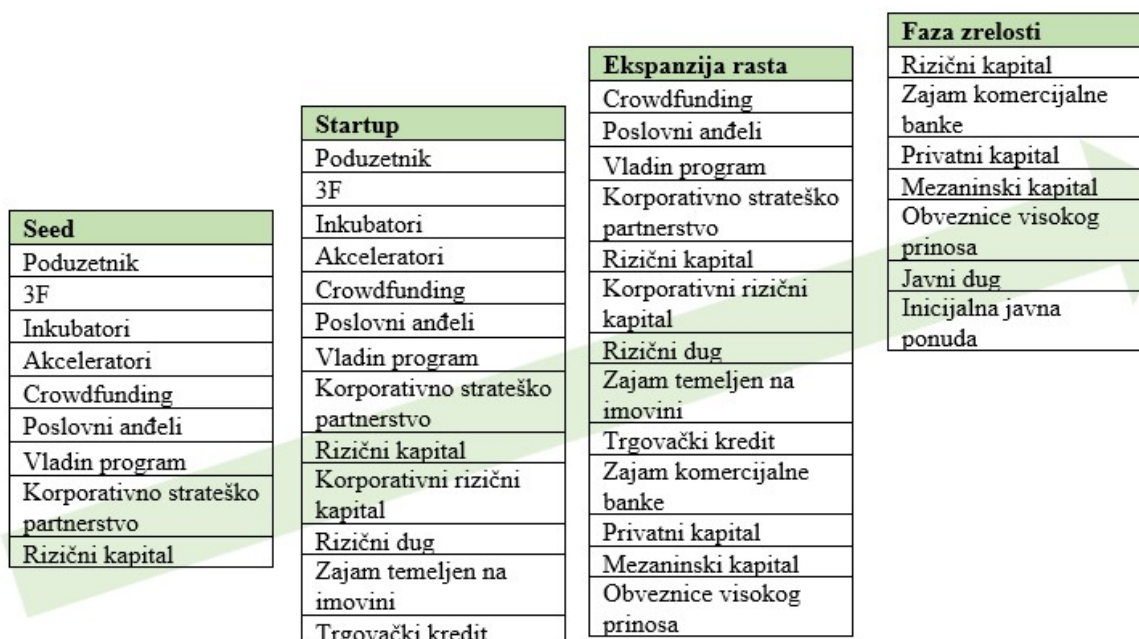 Seed
Poduzetnik
3F
Inkubatori
Akceleratori
Crowdfunding
Poslovni anđeli
Vladin program
Korporativno strateško
partnerstvo
Rizični kapital
Startup
Poduzetnik
3F
Inkubatori
Akceleratori
Crowdfunding
Poslovni anđeli
Vladin program
Korporativno strateško
partnerstvo
Rizični kapital
Korporativni rizični
kapital
Rizični dug
Zajam temeljen na
imovini
Trgovački kredit
Ekspanzija rasta
Crowdfunding
Poslovni anđeli
Vladin program
Korporativno strateško
partnerstvo
Rizični kapital
Korporativni rizični
kapital
Rizični dug
Zajam temeljen na
imovini
Trgovački kredit
Zajam komercijalne
banke
Privatni kapital
Mezaninski kapital
Obveznice visokog
prinosa
Faza zrelosti
Rizični kapital
Zajam komercijalne
banke
Privatni kapital
Mezaninski kapital
Obveznice visokog
prinosa
Javni dug
Inicijalna javna
ponuda